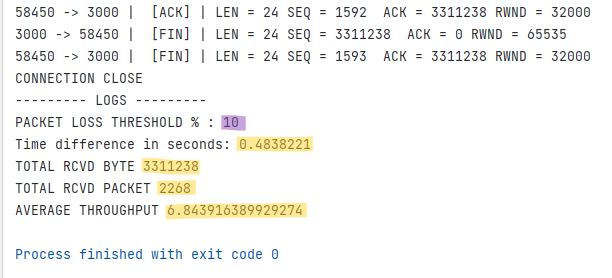 58450 -> 3000 | [ACK] | LEN = 24 SEQ = 1592 ACK = 3311238 RWND = 32000
3000 -> 58450 | [FIN] | LEN = 24 SEQ = 3311238 ACK = 0 RWND = 65535
58450 -> 3000 | [FIN] | LEN = 24 SEQ = 1593 ACK = 3311238 RWND = 32000
CONNECTION CLOSE
--------- LOGS ---------
PACKET LOSS THRESHOLD % : 10
Time difference in seconds: 0.4838221
TOTAL RCVD BYTE 3311238
TOTAL RCVD PACKET 2268
AVERAGE THROUGHPUT 6.843916389929274
Process finished with exit code 0